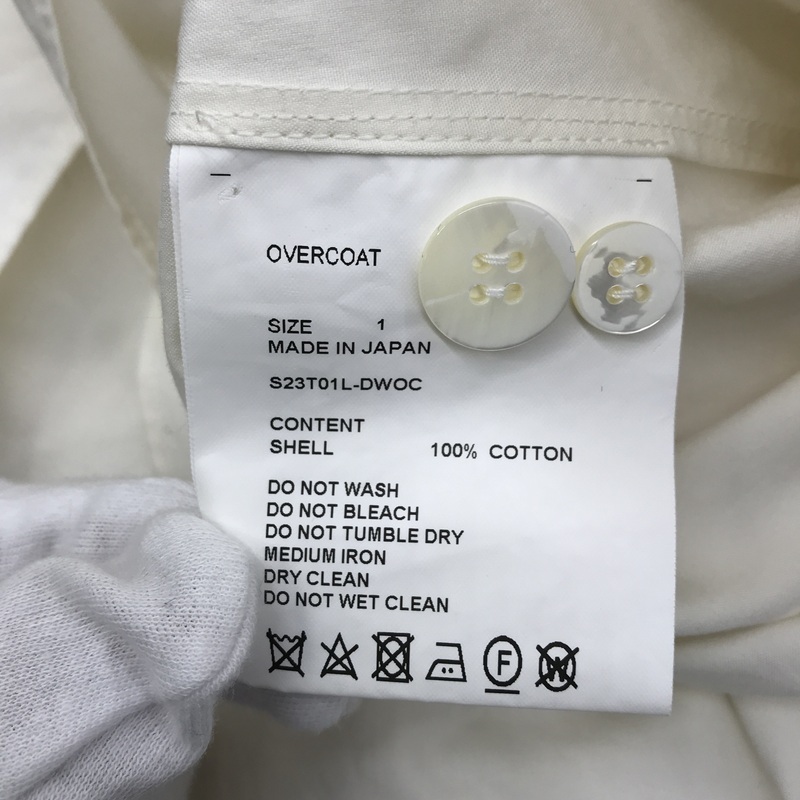 OVERCOAT
SIZE 1
MADE IN JAPAN
S23T01L-DWOC
CONTENT
SHELL 100% COTTON
DO NOT WASH
DO NOT BLEACH
DO NOT TUMBLE DRY
MEDIUM IRON
DRY CLEAN
DO NOT WET CLEAN
F W